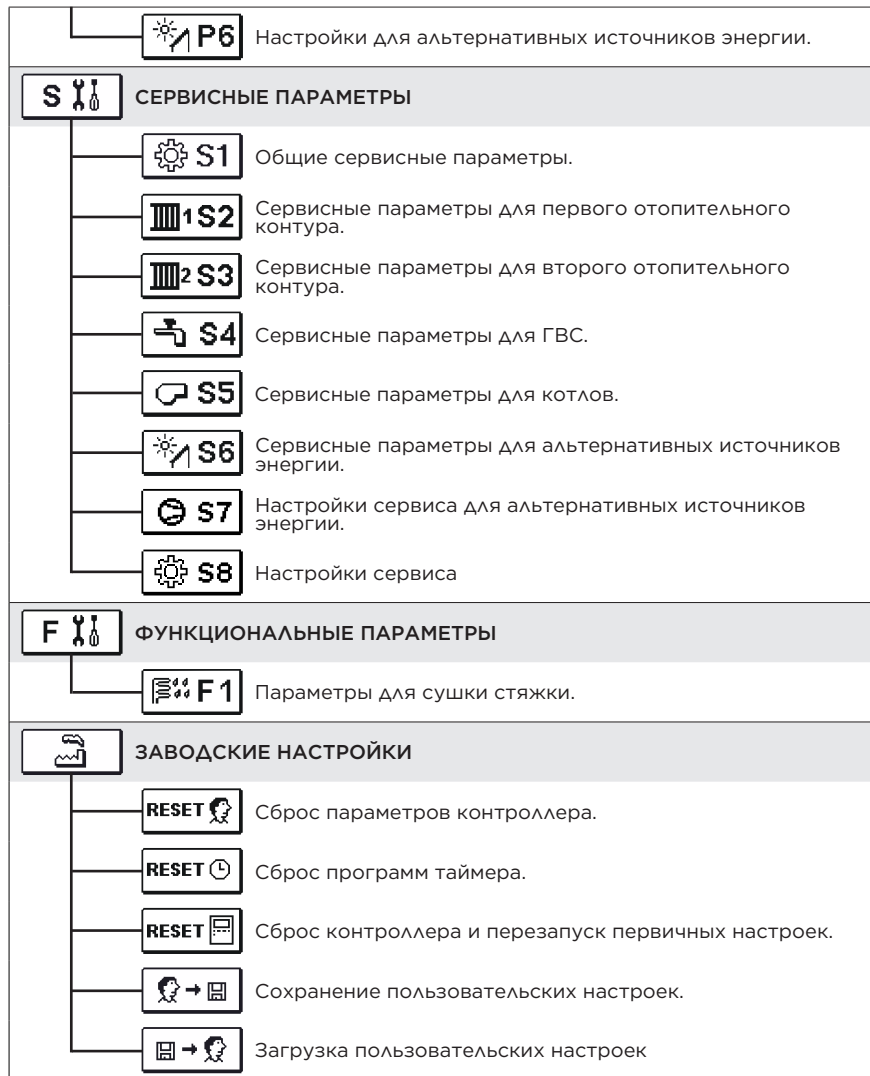 P6 Настройки для альтернативных источников энергии.
S СЕРВИСНЫЕ ПАРАМЕТРЫ
S1 Общие сервисные параметры.
1 S2 Сервисные параметры для первого отопительного
контура.
2 S3 Сервисные параметры для второго отопительного
контура.
S4 Сервисные параметры для ГВС.
S5 Сервисные параметры для котлов.
S6 Сервисные параметры для альтернативных источников
энергии.
S7 Настройки сервиса для альтернативных источников
энергии.
S8 Настройки сервиса
F ФУНКЦИОНАЛЬНЫЕ ПАРАМЕТРЫ
F1 Параметры для сушки стяжки.
ЗАВОДСКИЕ НАСТРОЙКИ
RESET Сброс параметров контроллера.
RESET Сброс программ таймера.
RESET Сброс контроллера и перезапуск первичных настроек.
Сохранение пользовательских настроек.
Загрузка пользовательских настроек